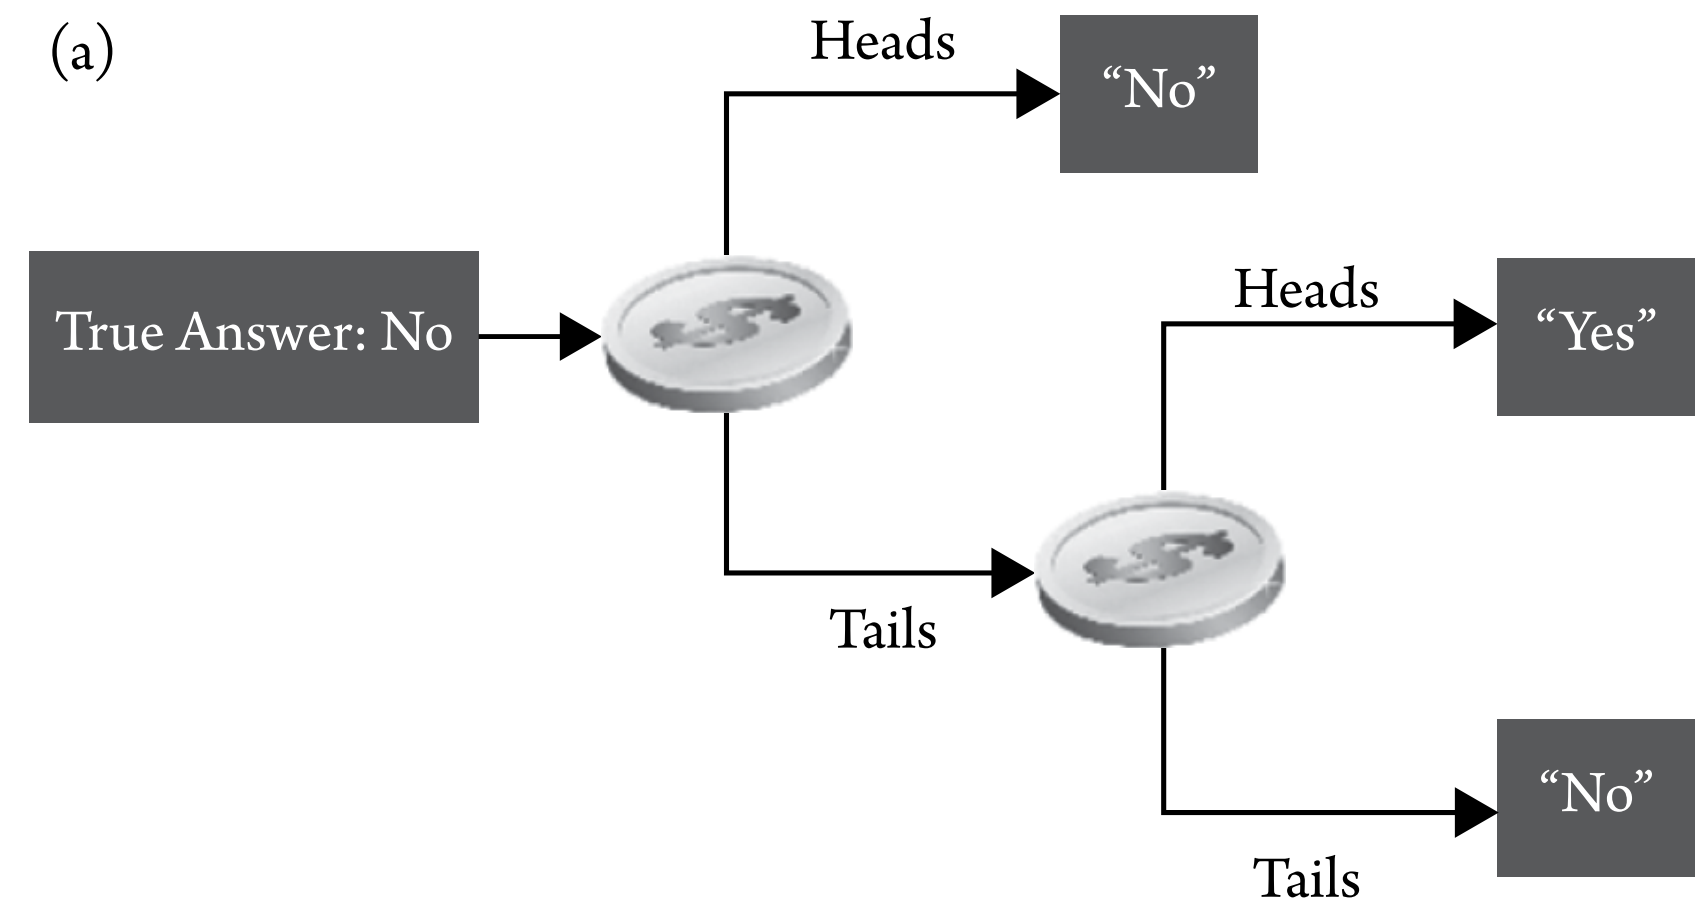 (a)
Heads
“No”
True Answer: No
Heads
“Yes”
Tails
“No”
Tails